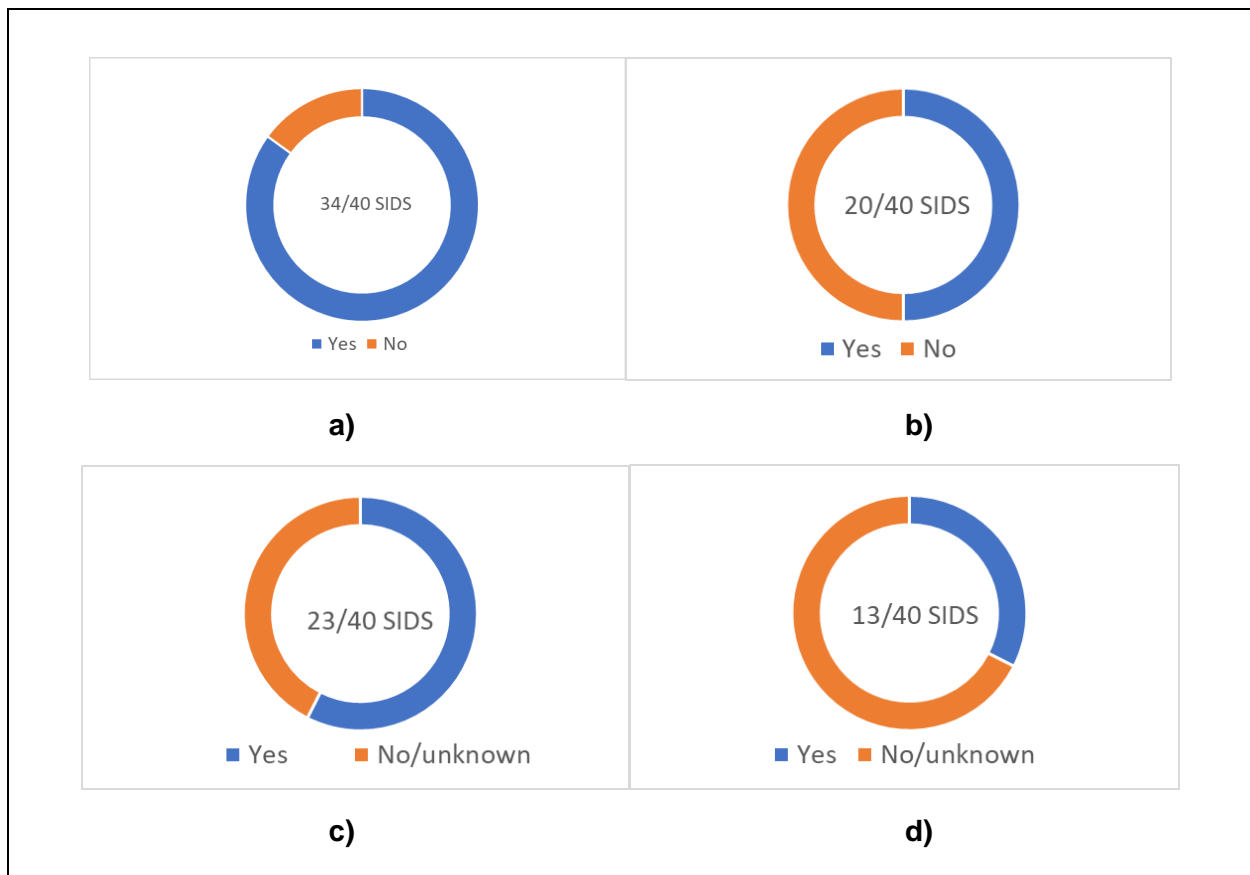 34/40 SIDS
Yes No
a)
20/40 SIDS
Yes No
b)
23/40 SIDS
Yes No/unknown
c)
13/40 SIDS
Yes No/unknown
d)